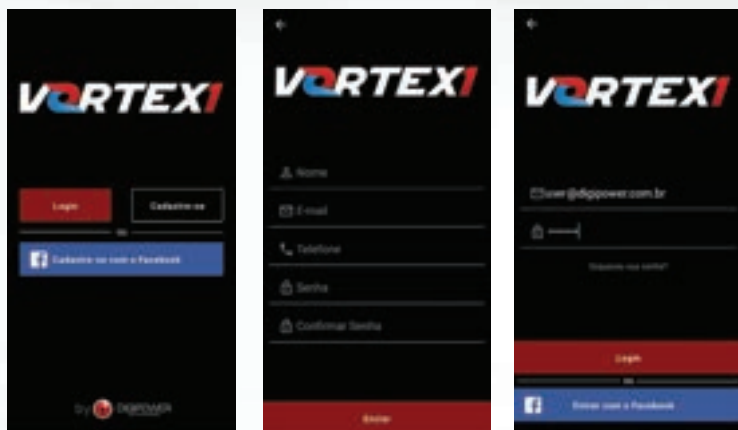 VORTEX1
Login
Cadastre-se
ou
Cadastre-se com o Facebook
by DIGIPOWER
VORTEX1
Nome
E-mail
Telefone
Senha
Confirmar Senha
Enviar
VORTEX1
user@digipower.com.br
Esqueceu sua senha?
Login
ou
Entrar com o Facebook